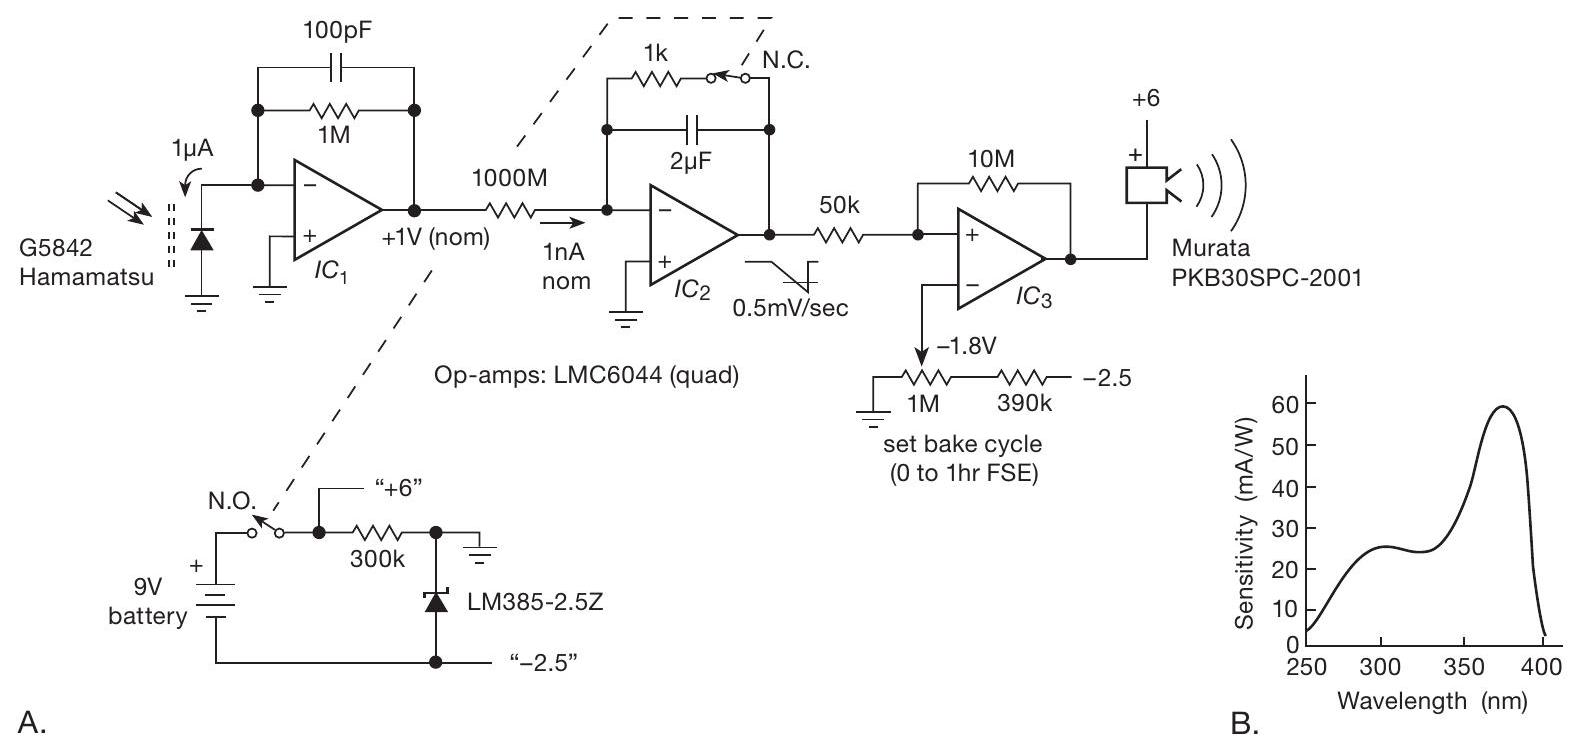 100pF
1M
1µA
G5842
Hamamatsu
−
+
IC1
+1V (nom)
1000M
1nA
nom
1k
N.C.
2µF
−
+
IC2
0.5mV/sec
50k
10M
+
−
IC3
+6
+
Murata
PKB30SPC-2001
−1.8V
1M
390k
−2.5
set bake cycle
(0 to 1hr FSE)
Op-amps: LMC6044 (quad)
N.O.
"+6"
300k
+
9V
battery
LM385-2.5Z
"−2.5"
A.
Sensitivity (mA/W)
60
50
40
30
20
10
0
250 300 350 400
Wavelength (nm)
B.